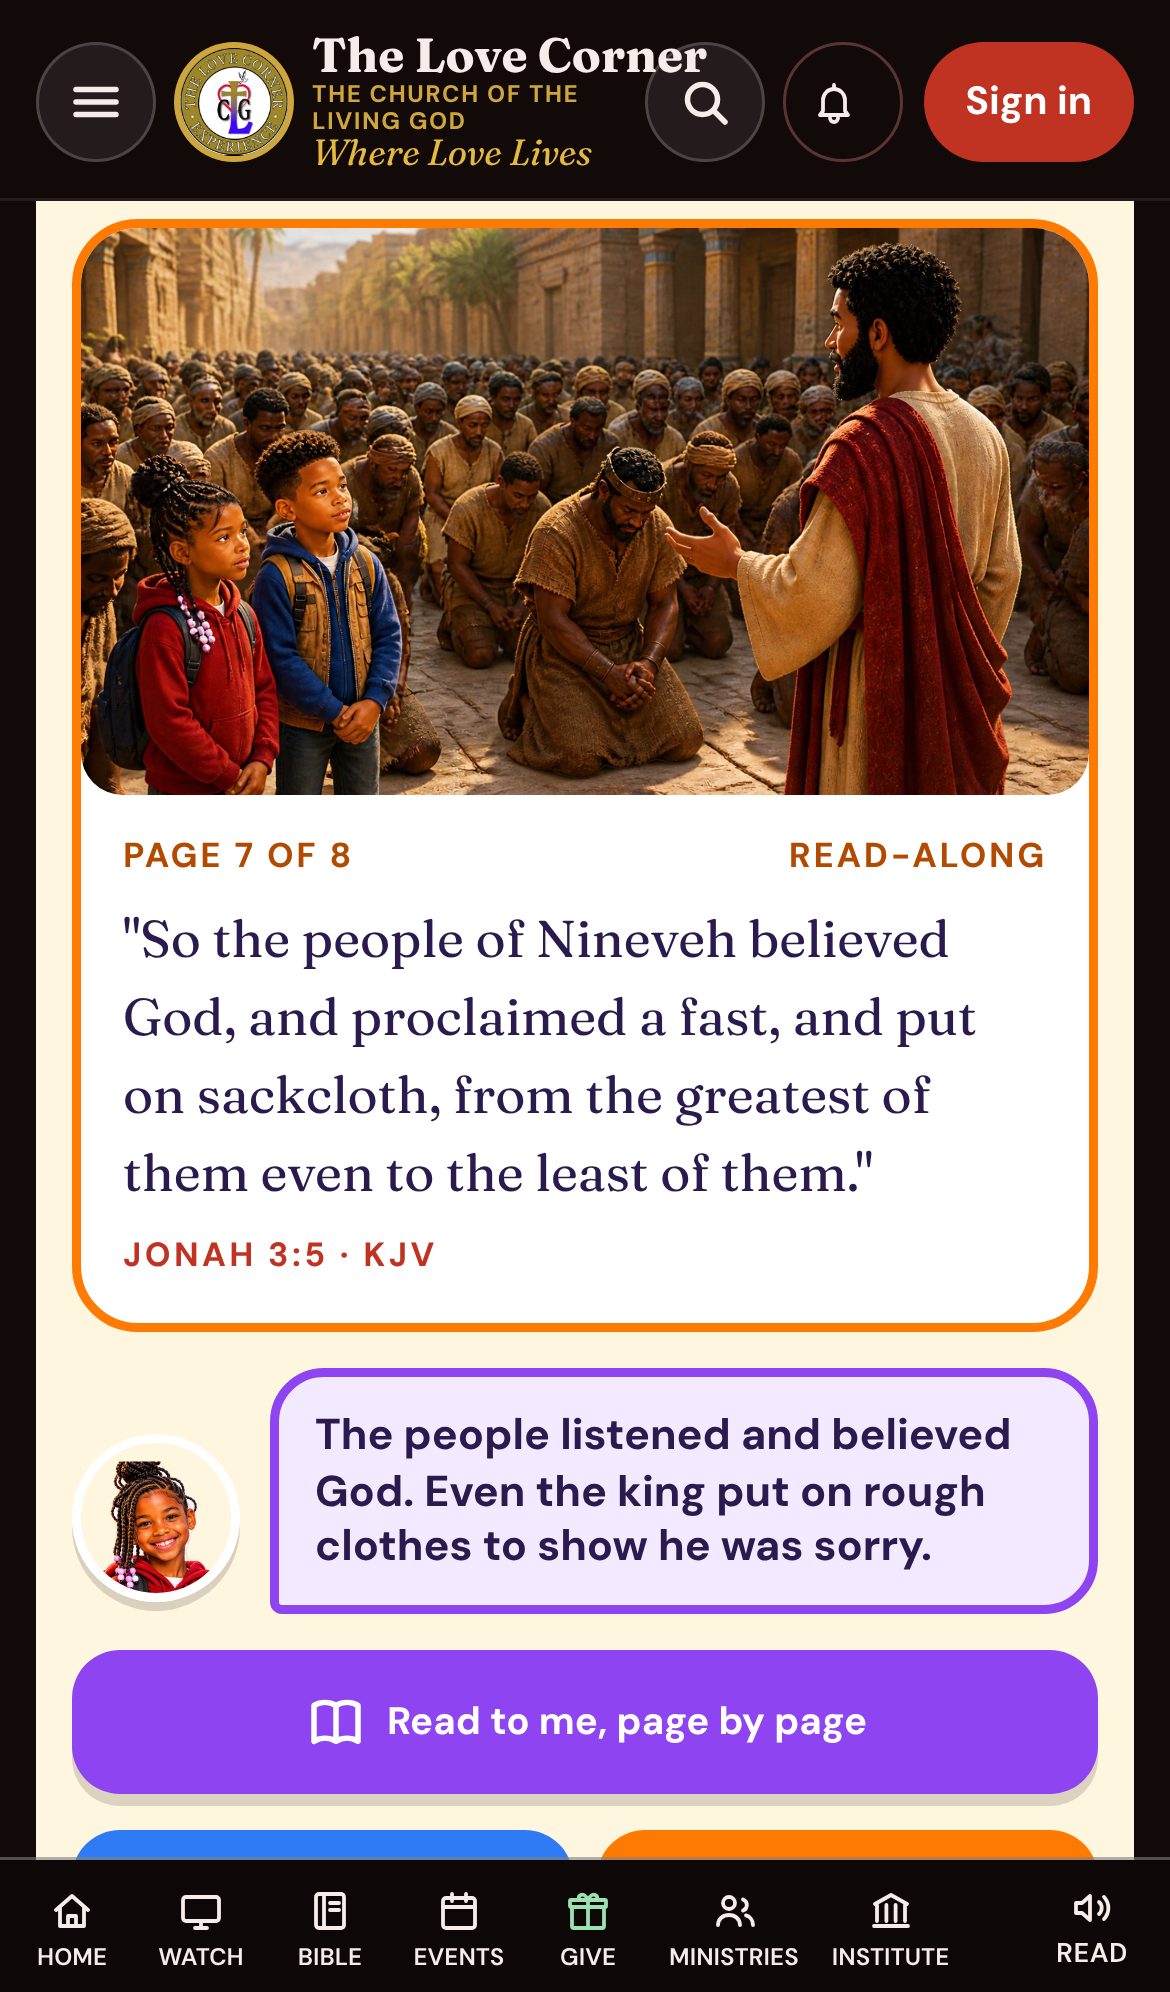 The Love Corner
THE CHURCH OF THE
LIVING GOD
Where Love Lives
THE LOVE CORNER
EXPERIENCE
Sign in
PAGE 7 OF 8
READ-ALONG
"So the people of Nineveh believed
God, and proclaimed a fast, and put
on sackcloth, from the greatest of
them even to the least of them."
JONAH 3:5 · KJV
The people listened and believed
God. Even the king put on rough
clothes to show he was sorry.
Read to me, page by page
HOME
WATCH
BIBLE
EVENTS
GIVE
MINISTRIES
INSTITUTE
READ